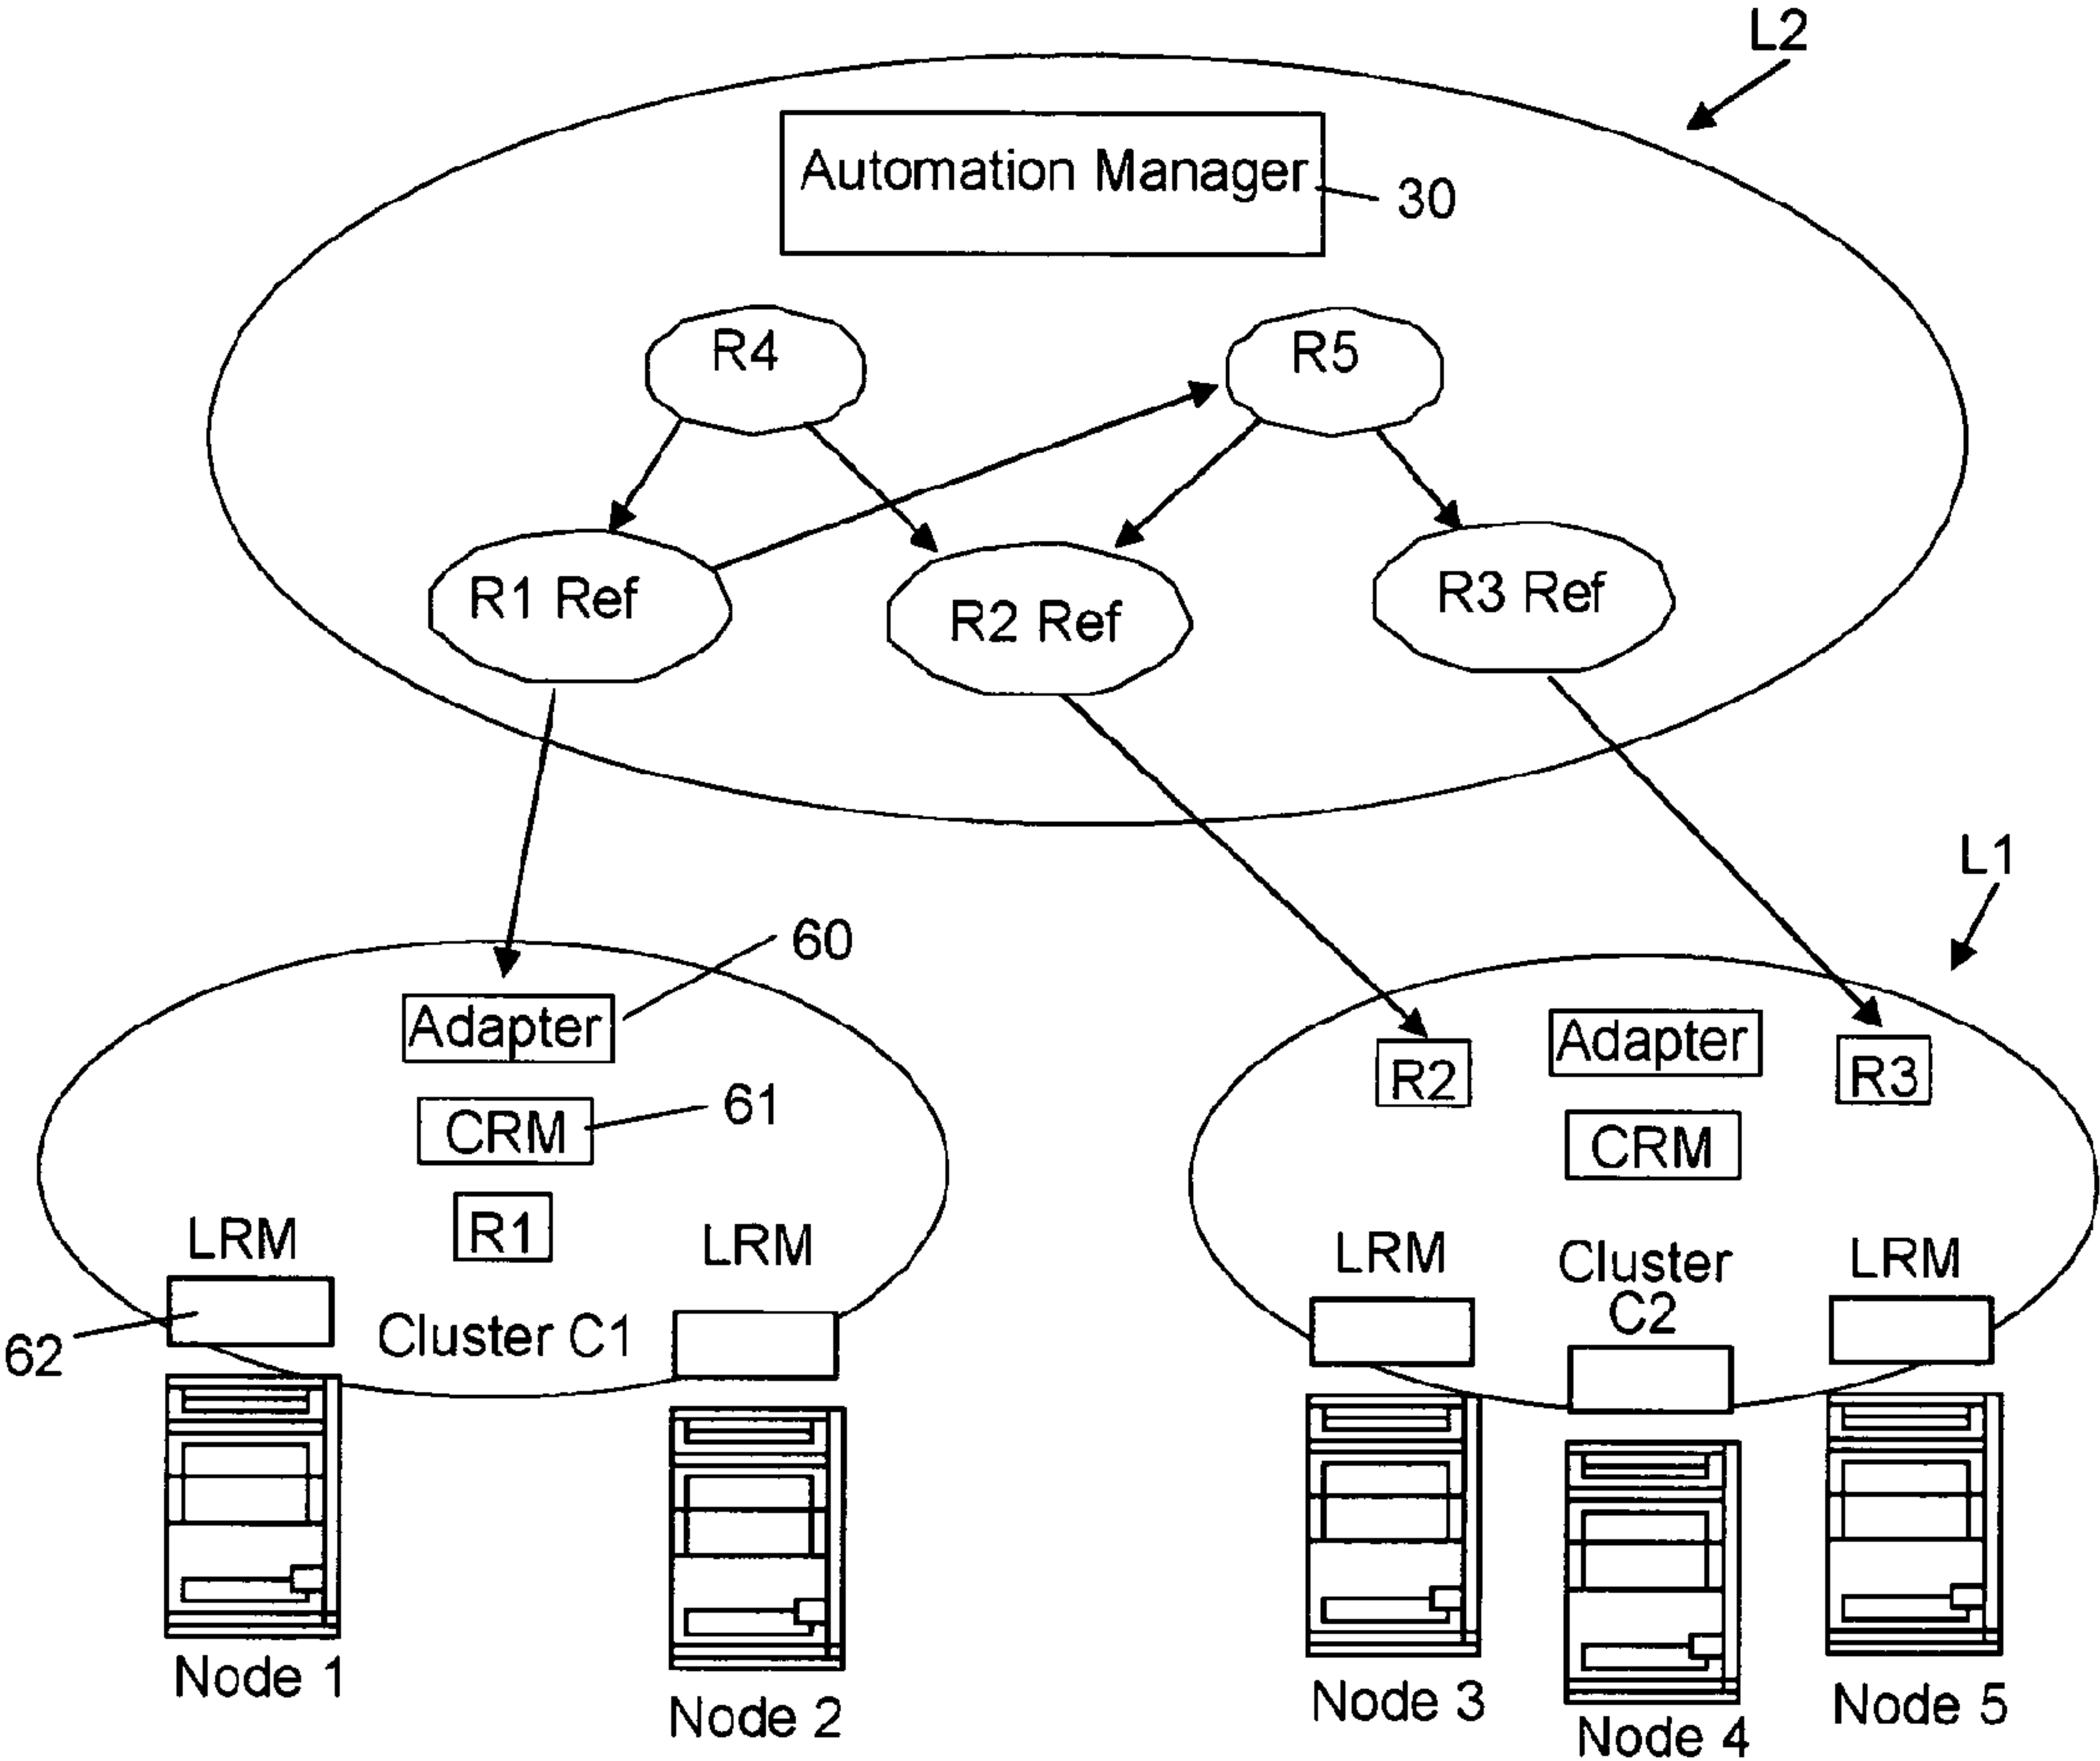 L2
Automation Manager
30
R4
R5
R1 Ref
R2 Ref
R3 Ref
L1
60
Adapter
61
CRM
R1
LRM
LRM
62
Cluster C1
Node 1
Node 2
R2
Adapter
R3
CRM
LRM
Cluster
C2
LRM
Node 3
Node 4
Node 5